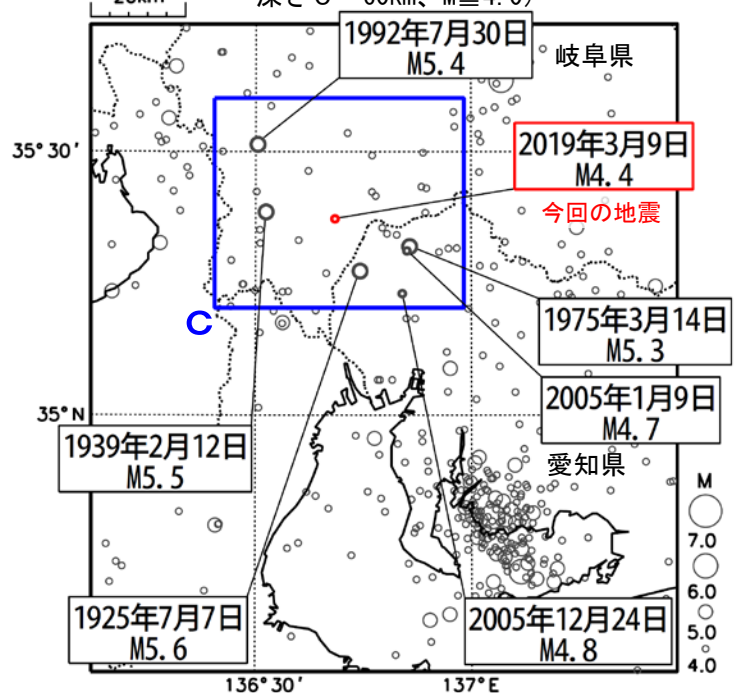 1992年7月30日
M5.4
岐阜県
35°30'
2019年3月9日
M4.4
今回の地震
C
1975年3月14日
M5.3
2005年1月9日
M4.7
35°N
1939年2月12日
M5.5
愛知県
M
7.0
6.0
5.0
4.0
1925年7月7日
M5.6
2005年12月24日
M4.8
136°30'
137°E